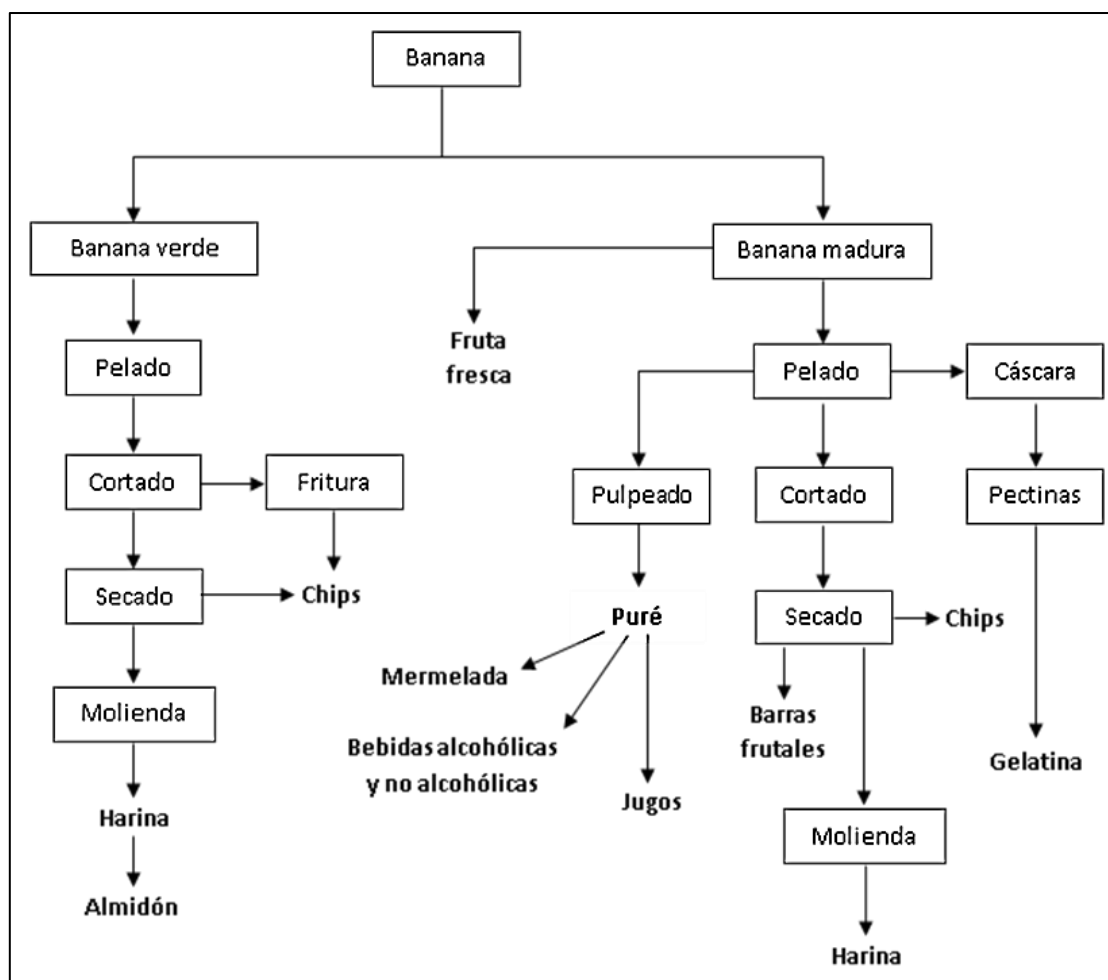 Banana
Banana verde
Banana madura
Fruta
fresca
Pelado
Pelado
Cáscara
Cortado
Fritura
Pulpeado
Cortado
Pectinas
Secado
Chips
Puré
Secado
Chips
Mermelada
Molienda
Barras
frutales
Bebidas alcohólicas
y no alcohólicas
Gelatina
Jugos
Harina
Molienda
Almidón
Harina